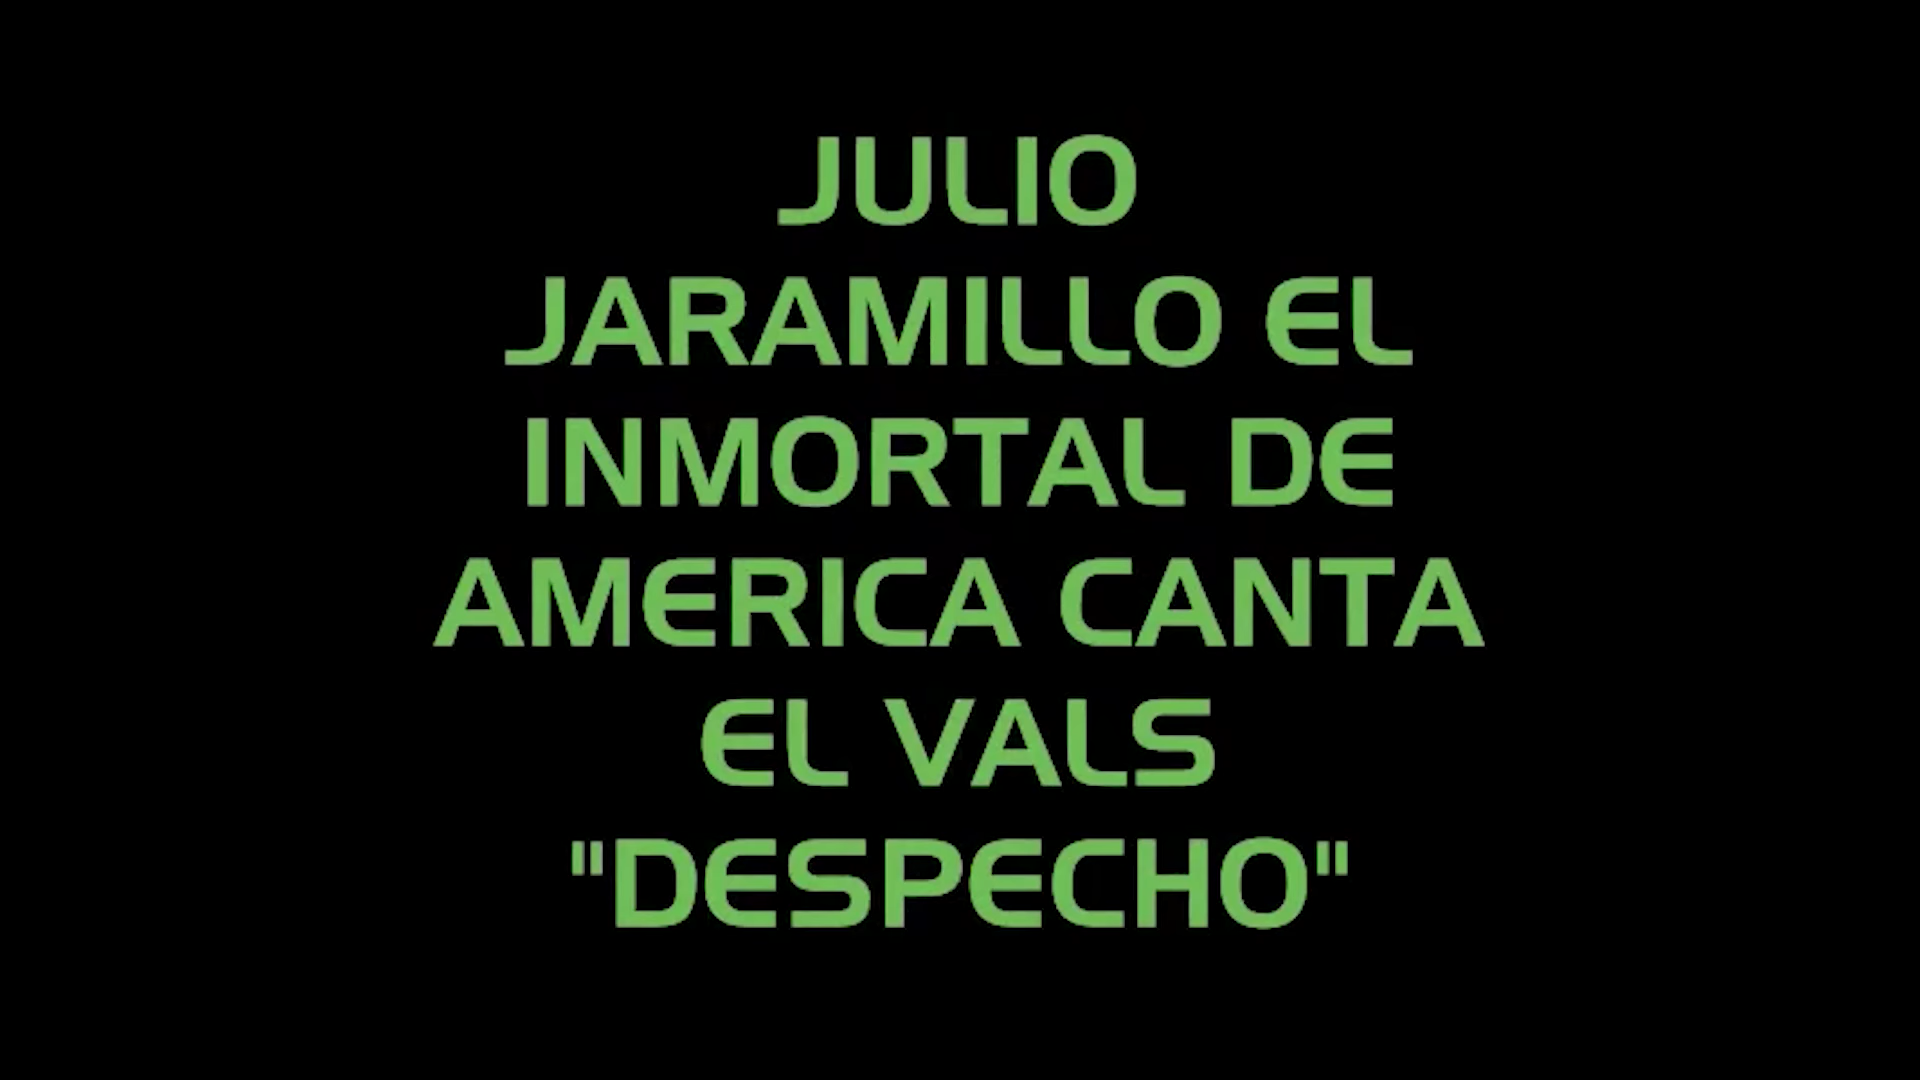 JULIO
JARAMILLO EL
INMORTAL DE
AMERICA CANTA
EL VALS
"DESPECHO"